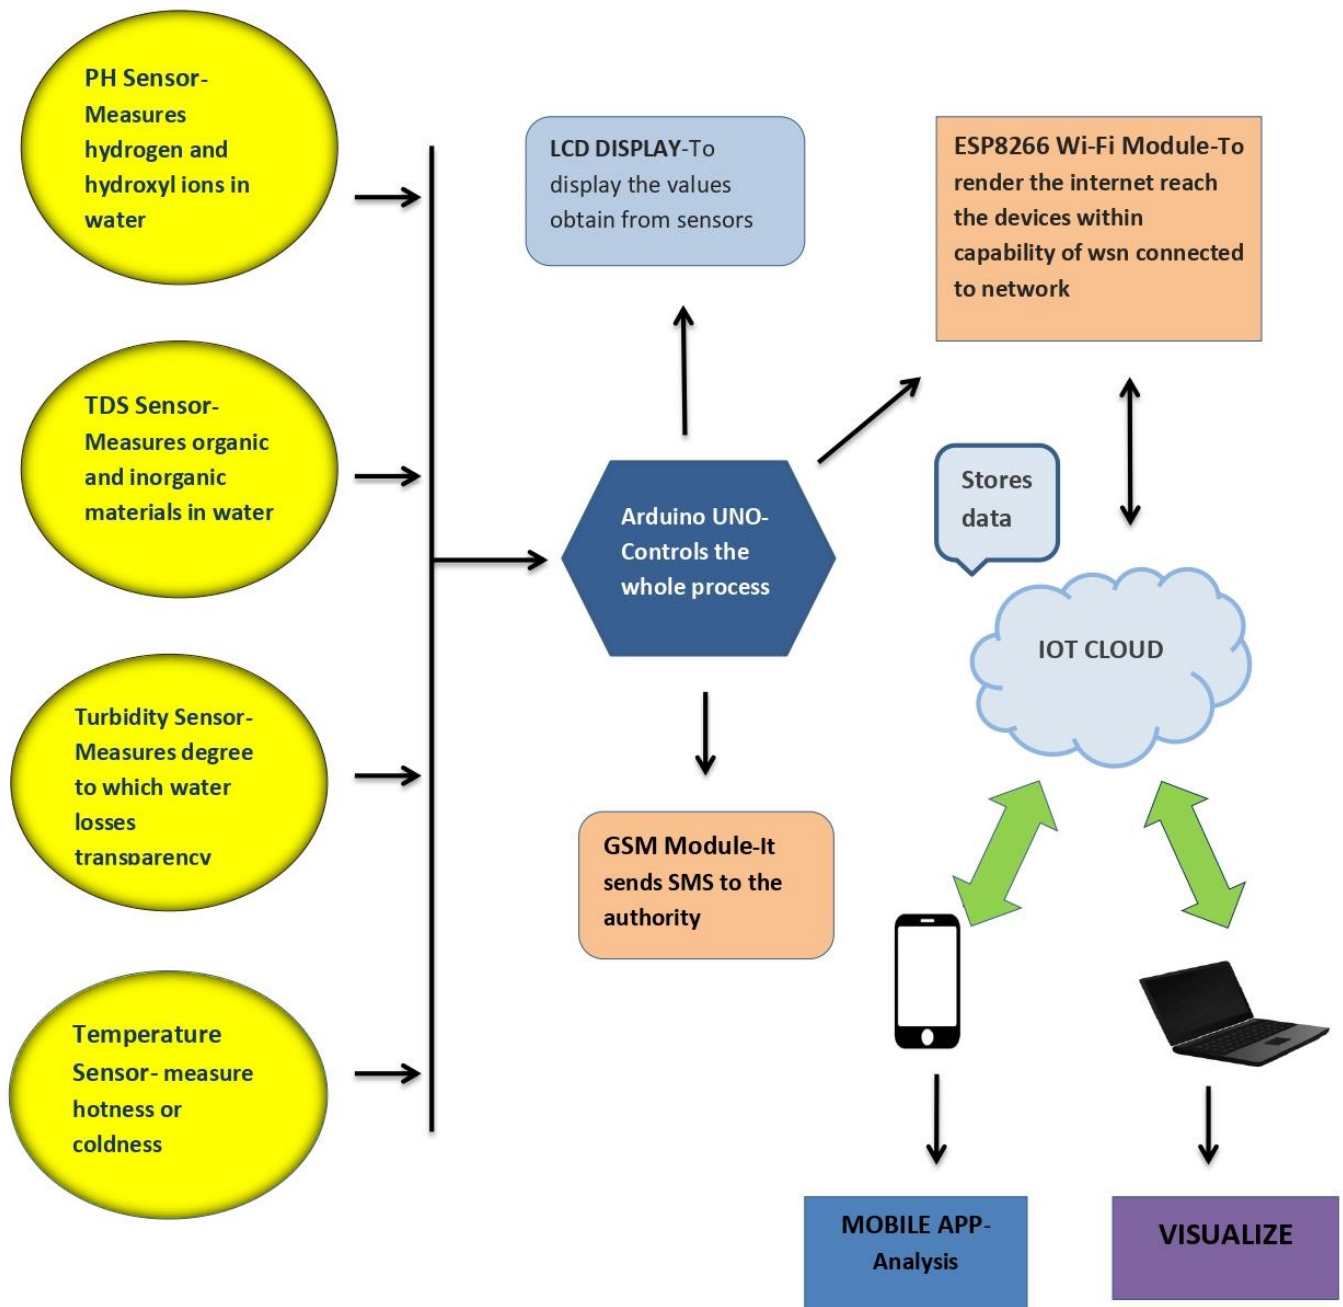 PH Sensor-
Measures
hydrogen and
hydroxyl ions in
water
TDS Sensor-
Measures organic
and inorganic
materials in water
Turbidity Sensor-
Measures degree
to which water
losses
transparency
Temperature
Sensor- measure
hotness or
coldness
LCD DISPLAY-To
display the values
obtain from sensors
Arduino UNO-
Controls the
whole process
GSM Module-It
sends SMS to the
authority
ESP8266 Wi-Fi Module-To
render the internet reach
the devices within
capability of wsn connected
to network
Stores
data
IOT CLOUD
MOBILE APP-
Analysis
VISUALIZE